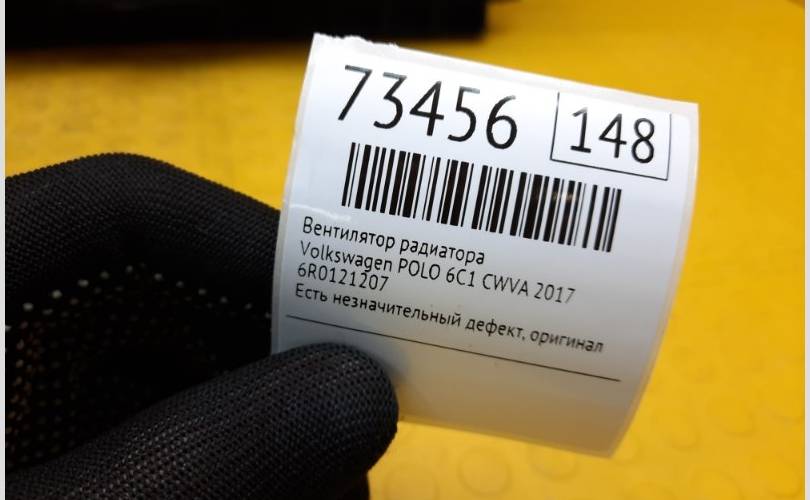 73456 148
Вентилятор радиатора
Volkswagen POLO 6C1 CWVA 2017
6R0121207
Есть незначительный дефект, оригинал